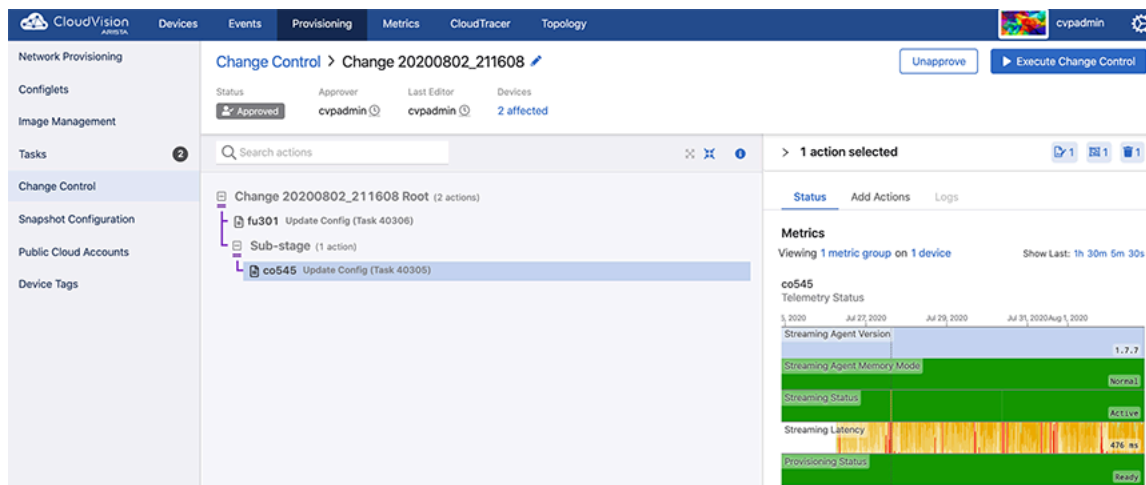 CloudVision
ARISTA
Devices
Events
Provisioning
Metrics
CloudTracer
Topology
cvpadmin
Network Provisioning
Configlets
Image Management
Tasks
2
Change Control
Snapshot Configuration
Public Cloud Accounts
Device Tags
Change Control > Change 20200802_211608
Unapprove
Execute Change Control
Status
Approver
Last Editor
Devices
Approved
cvpadmin
cvpadmin
2 affected
Search actions
Change 20200802_211608 Root (2 actions)
fu301 Update Config (Task 40306)
Sub-stage (1 action)
co545 Update Config (Task 40305)
> 1 action selected
1
1
1
Status
Add Actions
Logs
Metrics
Viewing 1 metric group on 1 device
Show Last: 1h 30m 5m 30s
co545
Telemetry Status
, 2020
Jul 27, 2020
Jul 29, 2020
Jul 31, 2020
Aug 1, 2020
Streaming Agent Version
1.7.7
Streaming Agent Memory Mode
Normal
Streaming Status
Active
Streaming Latency
476 ms
Provisioning Status
Ready